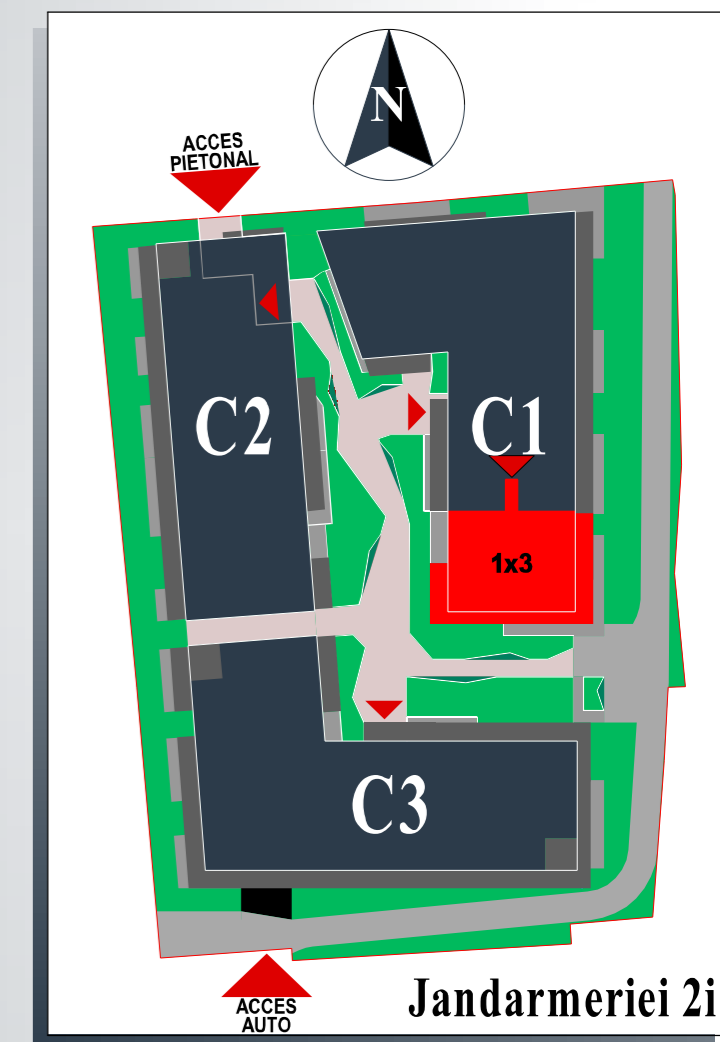 N
ACCES
PIETONAL
C2
C1
1x3
C3
Jandarmeriei 2i
ACCES
AUTO